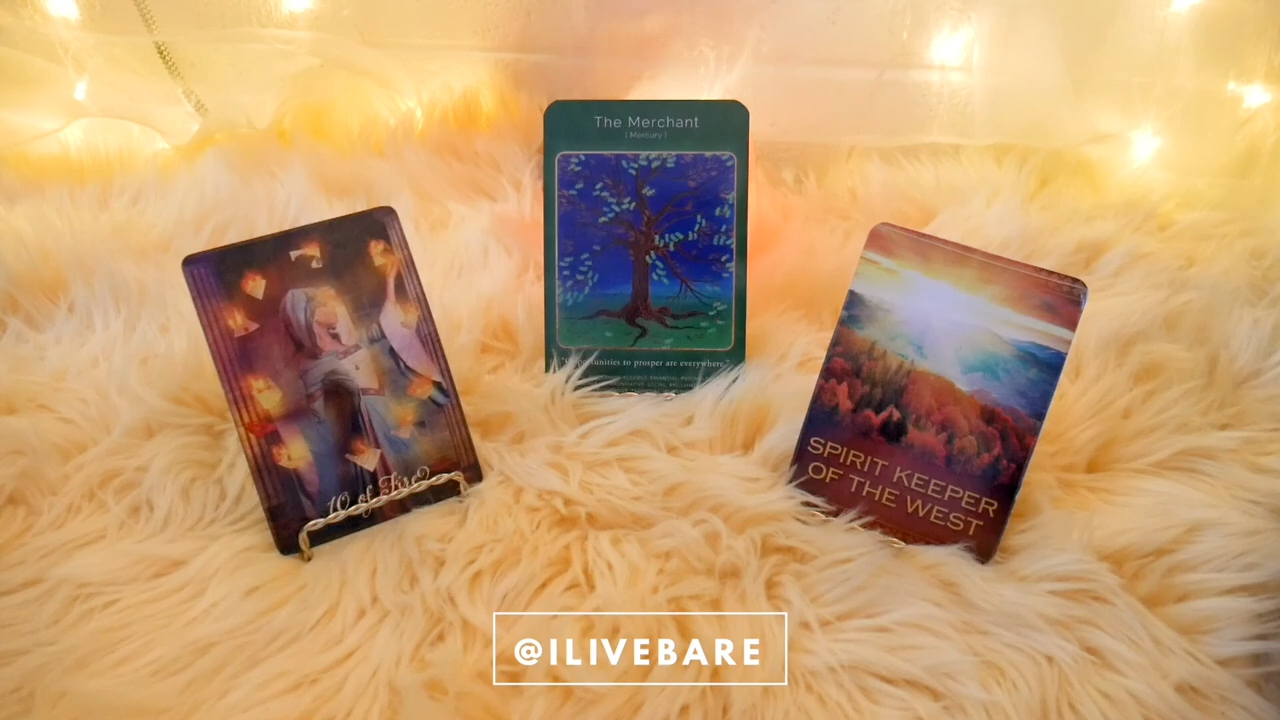 The Merchant
[ Mercury ]
"Opportunities to prosper are everywhere."
10 of Fire
SPIRIT KEEPER
OF THE WEST
@ILIVEBARE